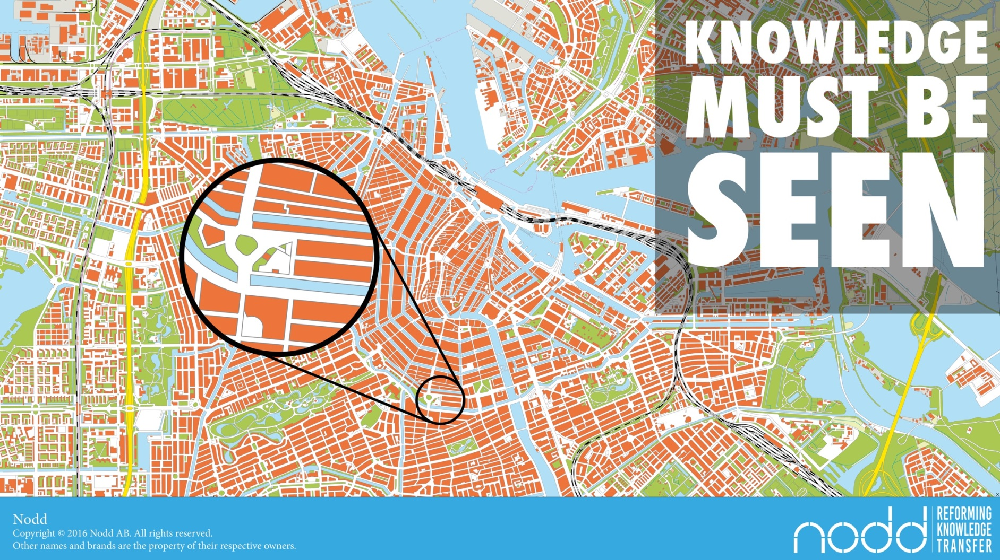 KNOWLEDGE
MUST BE
SEEN
Nodd
Copyright © 2016 Nodd AB. All rights reserved.
Other names and brands are the property of their respective owners.
nodd
REFORMING
KNOWLEDGE
TRANSFER